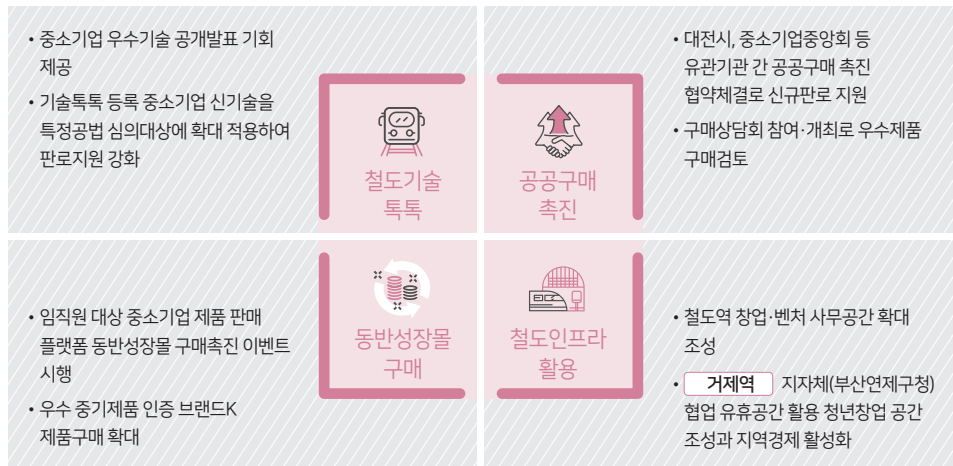 • 중소기업 우수기술 공개발표 기회
제공
• 기술톡톡 등록 중소기업 신기술을
특정공법 심의대상에 확대 적용하여
판로지원 강화
철도기술
톡톡
공공구매
촉진
• 대전시, 중소기업중앙회 등
유관기관 간 공공구매 촉진
협약체결로 신규판로 지원
• 구매상담회 참여·개최로 우수제품
구매검토
• 임직원 대상 중소기업 제품 판매
플랫폼 동반성장몰 구매촉진 이벤트
시행
• 우수 중기제품 인증 브랜드K
제품구매 확대
동반성장몰
구매
철도인프라
활용
• 철도역 창업·벤처 사무공간 확대
조성
• 거제역 지자체(부산연제구청)
협업 유휴공간 활용 청년창업 공간
조성과 지역경제 활성화